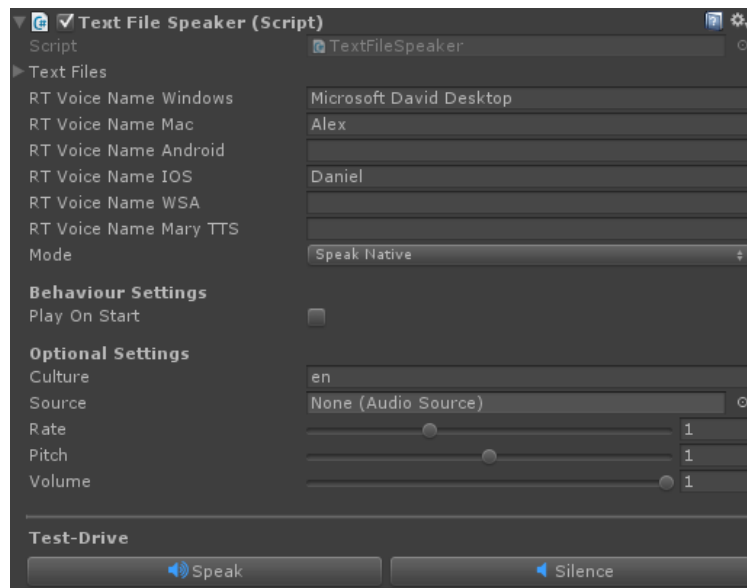 Text File Speaker (Script)
Script TextFileSpeaker
Text Files
RT Voice Name Windows Microsoft David Desktop
RT Voice Name Mac Alex
RT Voice Name Android
RT Voice Name IOS Daniel
RT Voice Name WSA
RT Voice Name Mary TTS
Mode Speak Native
Behaviour Settings
Play On Start
Optional Settings
Culture en
Source None (Audio Source)
Rate 1
Pitch 1
Volume 1
Test-Drive
Speak Silence